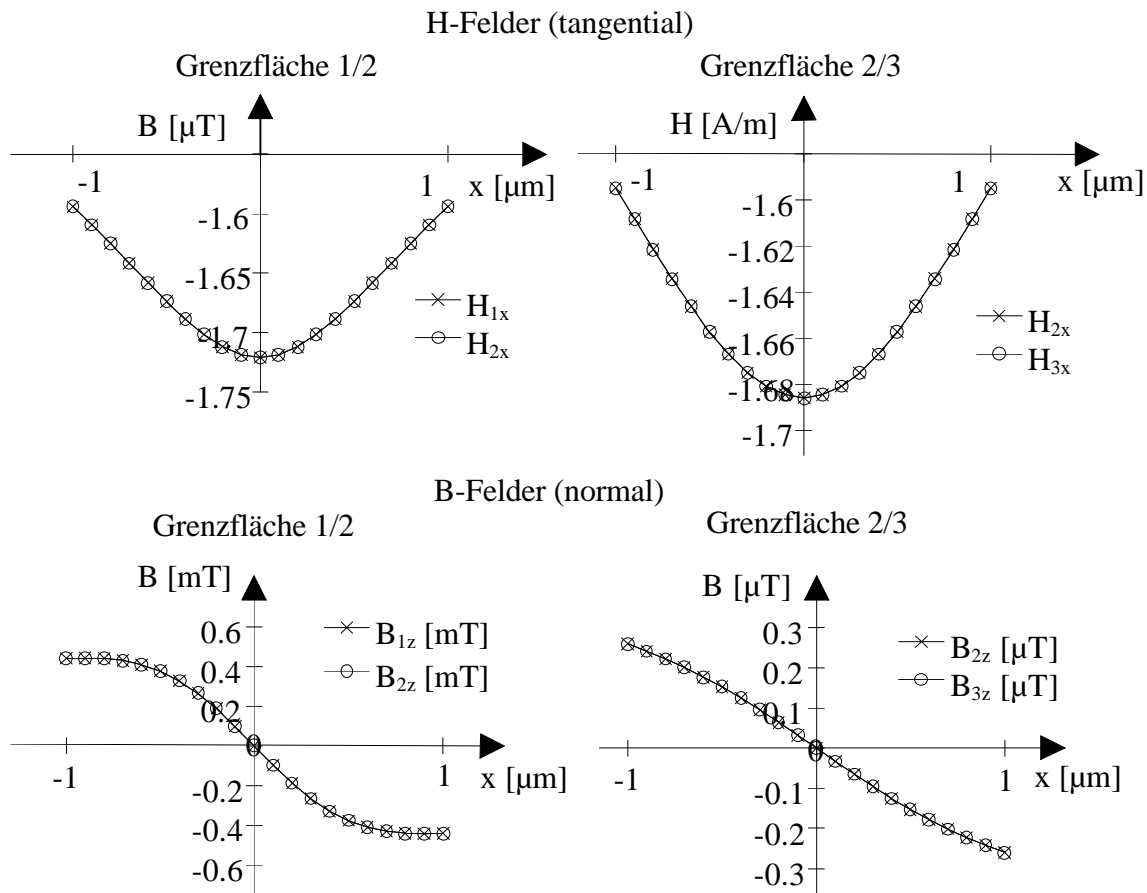 H-Felder (tangential)
Grenzfläche 1/2
B [µT]
-1
1
x [µm]
-1.6
-1.65
-1.7
-1.75
H1x
H2x
Grenzfläche 2/3
H [A/m]
-1
1
x [µm]
-1.6
-1.62
-1.64
-1.66
-1.68
-1.7
H2x
H3x
B-Felder (normal)
Grenzfläche 1/2
B [mT]
0.6
0.4
0.2
0
-0.2
-0.4
-0.6
-1
1
x [µm]
B1z [mT]
B2z [mT]
Grenzfläche 2/3
B [µT]
0.3
0.2
0.1
0
-0.1
-0.2
-0.3
-1
1
x [µm]
B2z [µT]
B3z [µT]